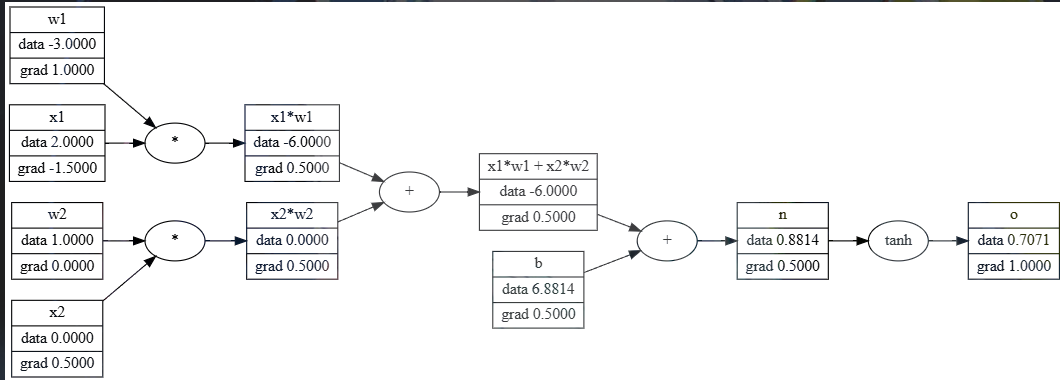 w1
data -3.0000
grad 1.0000
x1
data 2.0000
grad -1.5000
*
x1*w1
data -6.0000
grad 0.5000
w2
data 1.0000
grad 0.0000
*
x2*w2
data 0.0000
grad 0.5000
x2
data 0.0000
grad 0.5000
+
x1*w1 + x2*w2
data -6.0000
grad 0.5000
b
data 6.8814
grad 0.5000
+
n
data 0.8814
grad 0.5000
tanh
o
data 0.7071
grad 1.0000